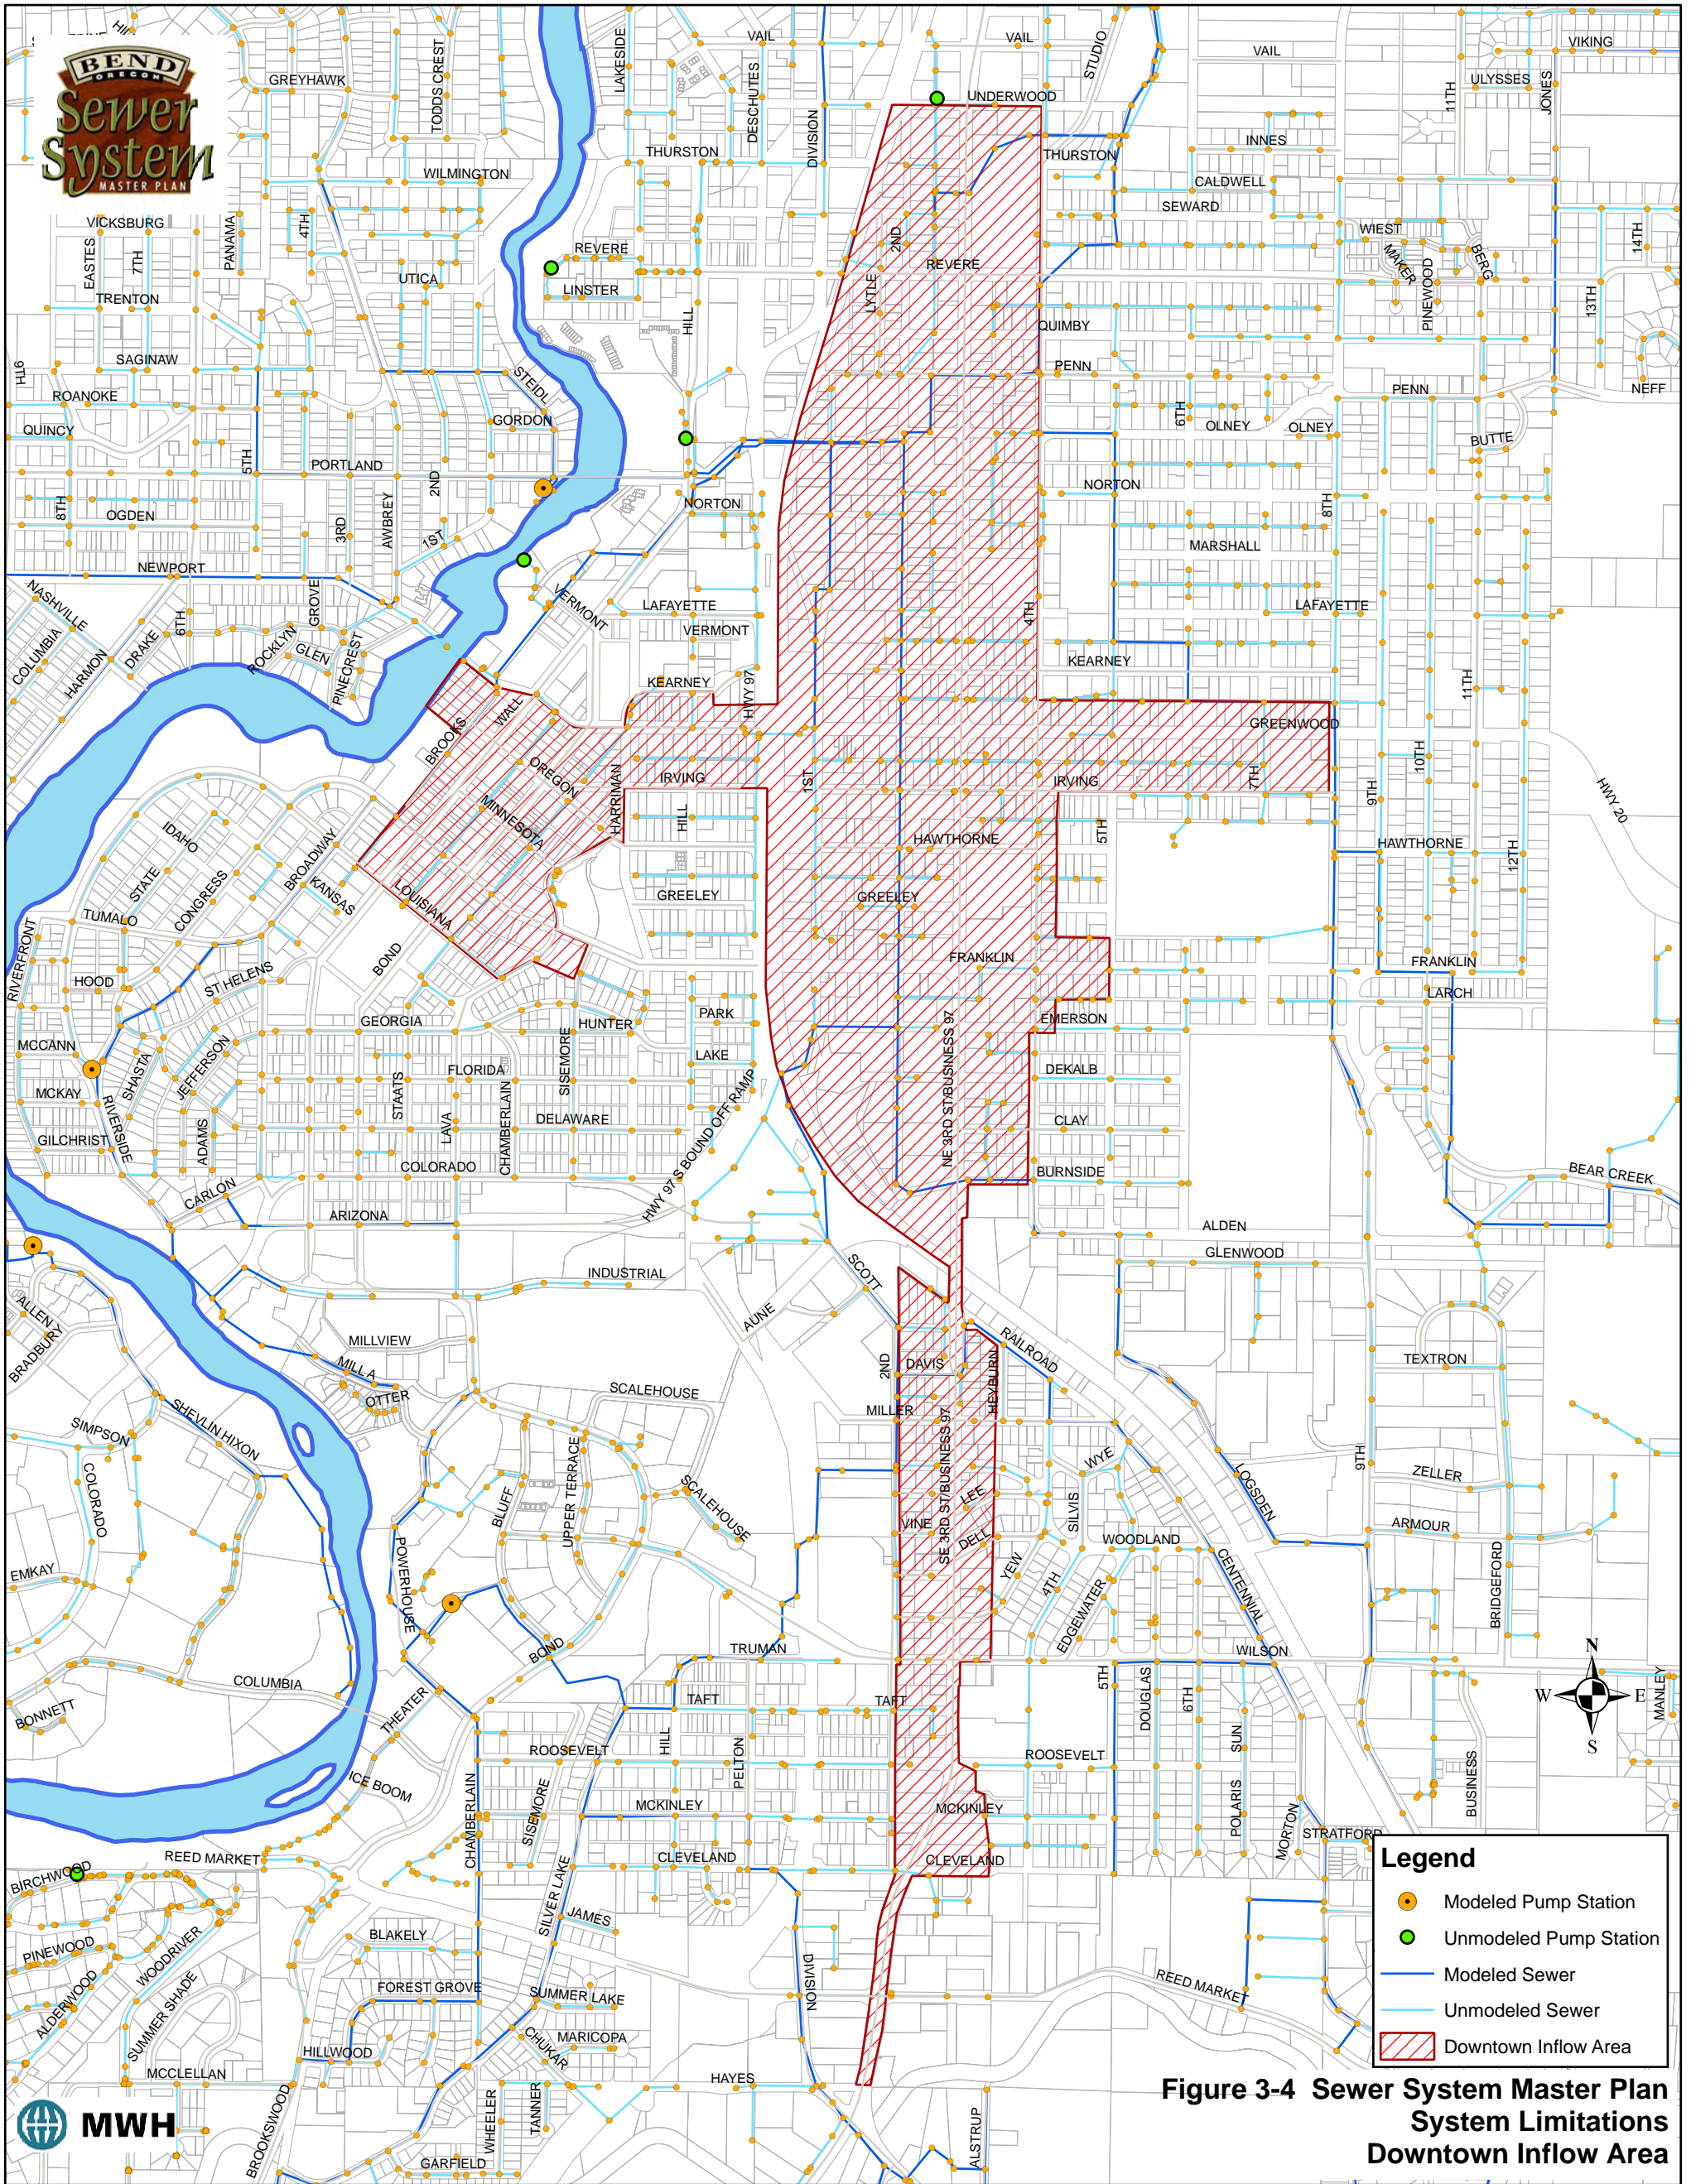 BEND
OREGON
Sewer
System
MASTER PLAN
GREYHAWK
TODDS CREST
LAKESIDE
VAIL
DESCHUTES
DIVISION
VAIL
STUDIO
VAIL
VIKING
ULYSSES
11TH
JONES
UNDERWOOD
INNES
THURSTON
THURSTON
WILMINGTON
CALDWELL
SEWARD
VICKSBURG
EASTES
7TH
PANAMA
4TH
2ND
REVERE
REVERE
WIEST
MAKER
PINEWOOD
BERG
14TH
UTICA
LINSTER
LYTLE
TRENTON
HILL
QUIMBY
13TH
SAGINAW
9TH
ROANOKE
STEIDL
PENN
PENN
NEFF
QUINCY
GORDON
6TH
OLNEY
OLNEY
BUTTE
5TH
PORTLAND
2ND
8TH
OGDEN
3RD
AWBREY
1ST
NORTON
NORTON
8TH
MARSHALL
NEWPORT
NASHVILLE
COLUMBIA
HARMON
DRAKE
6TH
GROVE
ROCKLYN
GLEN
PINECREST
VERMONT
LAFAYETTE
VERMONT
4TH
LAFAYETTE
KEARNEY
KEARNEY
HWY 97
11TH
BROOKS
WALL
GREENWOOD
OREGON
IRVING
HARRIMAN
MINNESOTA
HILL
1ST
IRVING
7TH
10TH
9TH
HWY 20
IDAHO
STATE
CONGRESS
BROADWAY
KANSAS
LOUISIANA
HAWTHORNE
5TH
HAWTHORNE
12TH
TUMALO
GREELEY
GREELEY
BOND
RIVERFRONT
HOOD
ST HELENS
FRANKLIN
FRANKLIN
LARCH
GEORGIA
HUNTER
PARK
EMERSON
MCCANN
SHASTA
JEFFERSON
SISEMORE
LAKE
NE 3RD ST/BUSINESS 97
MCKAY
RIVERSIDE
STAATS
FLORIDA
DEKALB
GILCHRIST
ADAMS
LAVA
CHAMBERLAIN
DELAWARE
CLAY
COLORADO
HWY 97 S BOUND OFF RAMP
BURNSIDE
BEAR CREEK
CARLON
ARIZONA
ALDEN
GLENWOOD
INDUSTRIAL
SCOTT
ALLEN
BRADBURY
AUNE
MILLVIEW
RAILROAD
MILL A
2ND
DAVIS
HEYBURN
TEXTRON
OTTER
SCALEHOUSE
MILLER
SIMPSON
SHEVLIN HIXON
COLORADO
UPPER TERRACE
BLUFF
SCALEHOUSE
SE 3RD ST/BUSINESS 97
WYE
LEE
SILVIS
LOGSDEN
9TH
ZELLER
VINE
DELL
WOODLAND
ARMOUR
EMKAY
POWERHOUSE
YEW
4TH
EDGEWATER
CENTENNIAL
BRIDGEFORD
BOND
TRUMAN
WILSON
COLUMBIA
THEATER
TAFT
TAFT
5TH
DOUGLAS
6TH
SUN
BONNETT
N
W
E
S
MANLEY
HILL
PELTON
ROOSEVELT
ROOSEVELT
ICE BOOM
CHAMBERLAIN
SISEMORE
MCKINLEY
MCKINLEY
POLARIS
MORTON
BUSINESS
STRATFORD
REED MARKET
BIRCHWOOD
CLEVELAND
CLEVELAND
SILVER LAKE
JAMES
BLAKELY
PINEWOOD
WOODRIVER
ALDERWOOD
SUMMER SHADE
FOREST GROVE
SUMMER LAKE
DIVISION
REED MARKET
CHUKAR
MARICOPA
HILLWOOD
MCCLELLAN
HAYES
BROOKSWOOD
WHEELER
TANNER
ALSTRUP
GARFIELD
Legend
Modeled Pump Station
Unmodeled Pump Station
Modeled Sewer
Unmodeled Sewer
Downtown Inflow Area
MWH
Figure 3-4 Sewer System Master Plan
System Limitations
Downtown Inflow Area